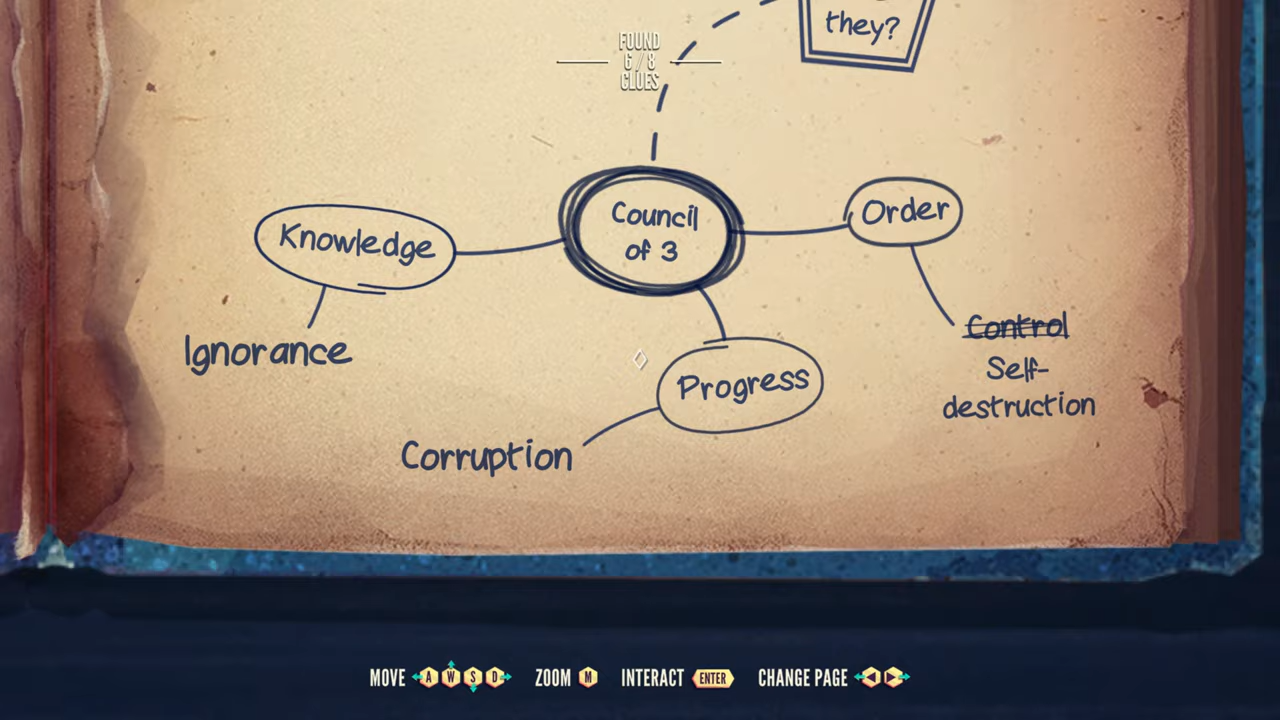 they?
FOUND
6 / 8
CLUES
Council
of 3
Order
Knowledge
Control
Self-
destruction
Ignorance
Progress
Corruption
MOVE A W S D ZOOM M INTERACT ENTER CHANGE PAGE